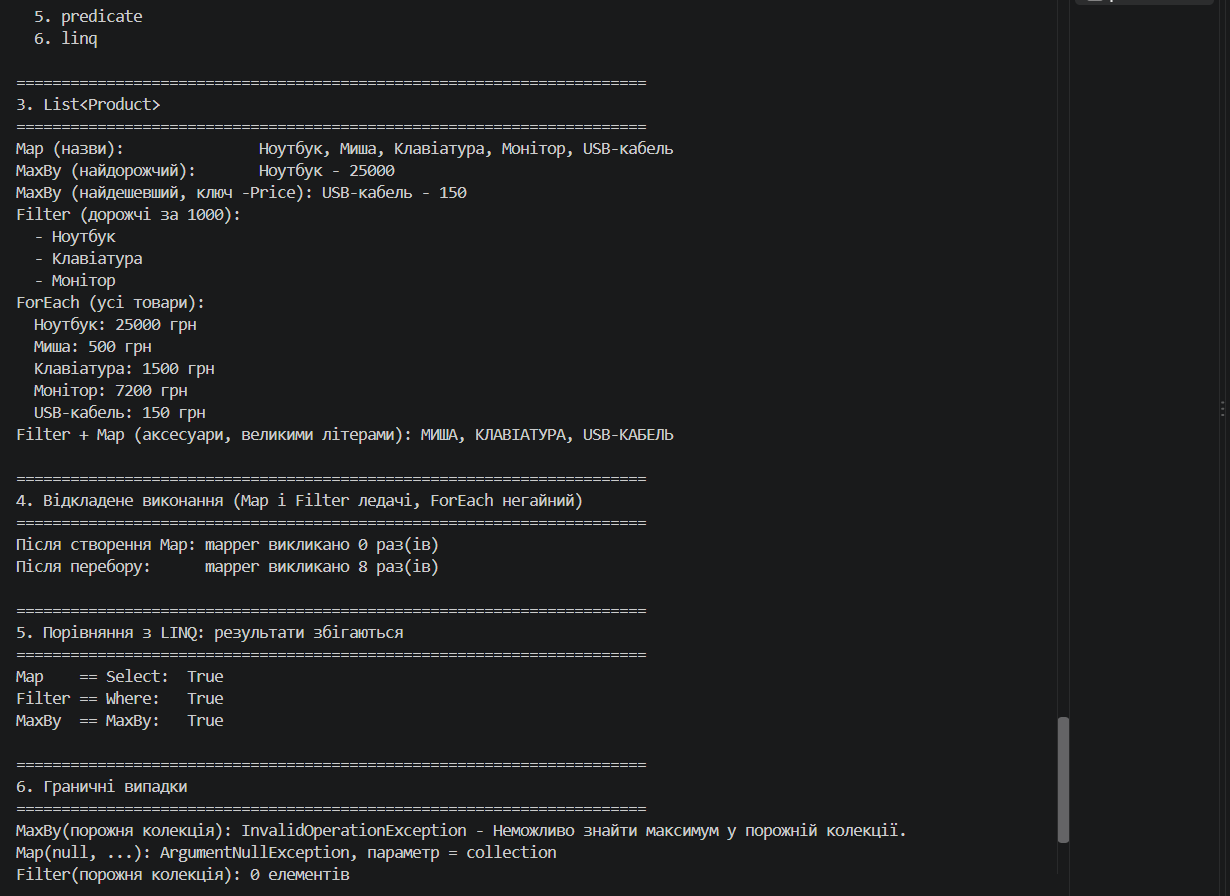 5. predicate
6. linq
======================================================================
3. List<Product>
======================================================================
Map (назви):               Ноутбук, Миша, Клавіатура, Монітор, USB-кабель
MaxBy (найдорожчий):       Ноутбук - 25000
MaxBy (найдешевший, ключ -Price): USB-кабель - 150
Filter (дорожчі за 1000):
  - Ноутбук
  - Клавіатура
  - Монітор
ForEach (усі товари):
  Ноутбук: 25000 грн
  Миша: 500 грн
  Клавіатура: 1500 грн
  Монітор: 7200 грн
  USB-кабель: 150 грн
Filter + Map (аксесуари, великими літерами): МИША, КЛАВІАТУРА, USB-КАБЕЛЬ
======================================================================
4. Відкладене виконання (Map і Filter ледачі, ForEach негайний)
======================================================================
Після створення Map: mapper викликано 0 раз(ів)
Після перебору:      mapper викликано 8 раз(ів)
======================================================================
5. Порівняння з LINQ: результати збігаються
======================================================================
Map    == Select:  True
Filter == Where:   True
MaxBy  == MaxBy:   True
======================================================================
6. Граничні випадки
======================================================================
MaxBy(порожня колекція): InvalidOperationException - Неможливо знайти максимум у порожній колекції.
Map(null, ...): ArgumentNullException, параметр = collection
Filter(порожня колекція): 0 елементів